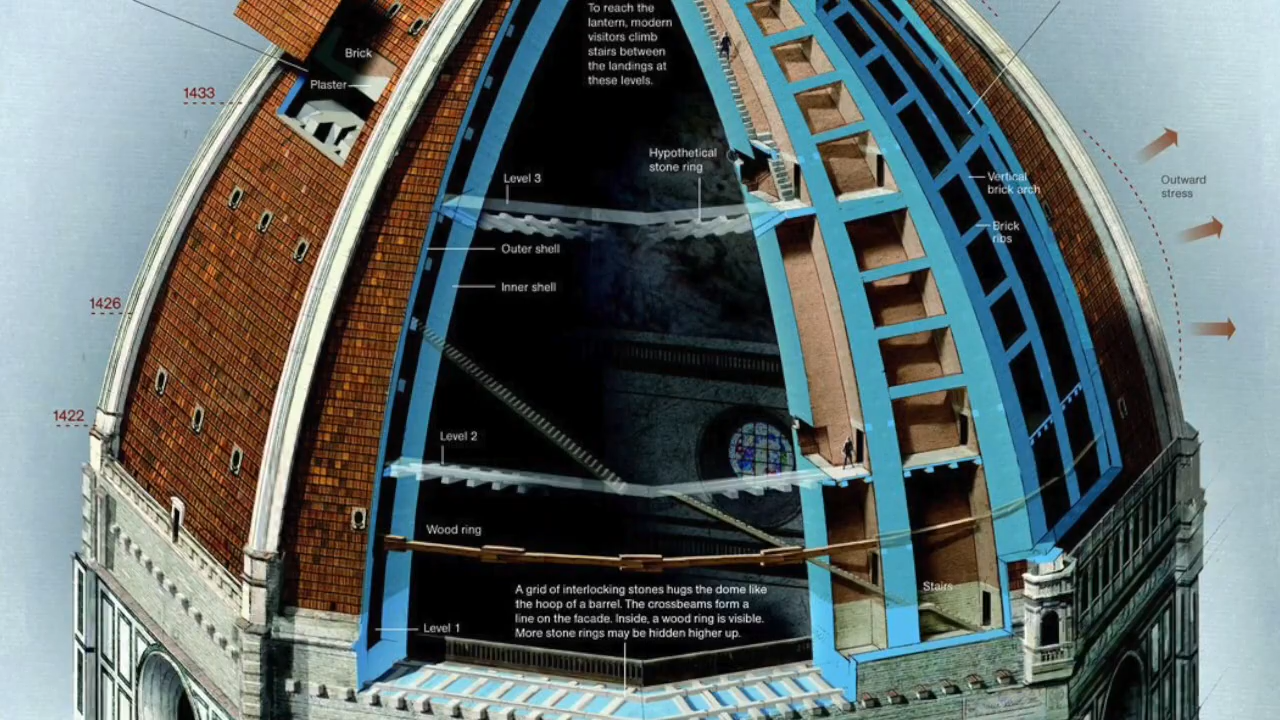 To reach the
lantern, modern
visitors climb
stairs between
the landings at
these levels.
Brick
Plaster
1433
Hypothetical
stone ring
Level 3
Vertical
brick arch
Outward
stress
Brick
ribs
Outer shell
Inner shell
1426
1422
Level 2
Wood ring
A grid of interlocking stones hugs the dome like
the hoop of a barrel. The crossbeams form a
line on the facade. Inside, a wood ring is visible.
More stone rings may be hidden higher up.
Stairs
Level 1